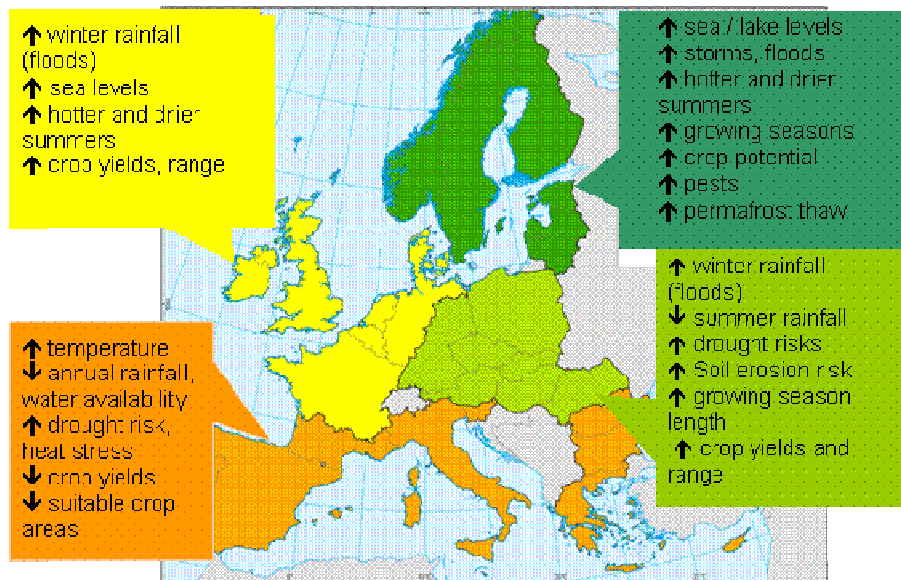 ↑ winter rainfall
(floods)
↑ sea levels
↑ hotter and drier
summers
↑ crop yields, range
↑ sea / lake levels
↑ storms, floods
↑ hotter and drier
summers
↑ growing seasons
↑ crop potential
↑ pests
↑ permafrost thaw
↑ temperature
↓ annual rainfall,
water availability
↑ drought risk,
heat stress
↓ crop yields
↓ suitable crop
areas
↑ winter rainfall
(floods)
↓ summer rainfall
↑ drought risks
↑ Soil erosion risk
↑ growing season
length
↑ crop yields and
range